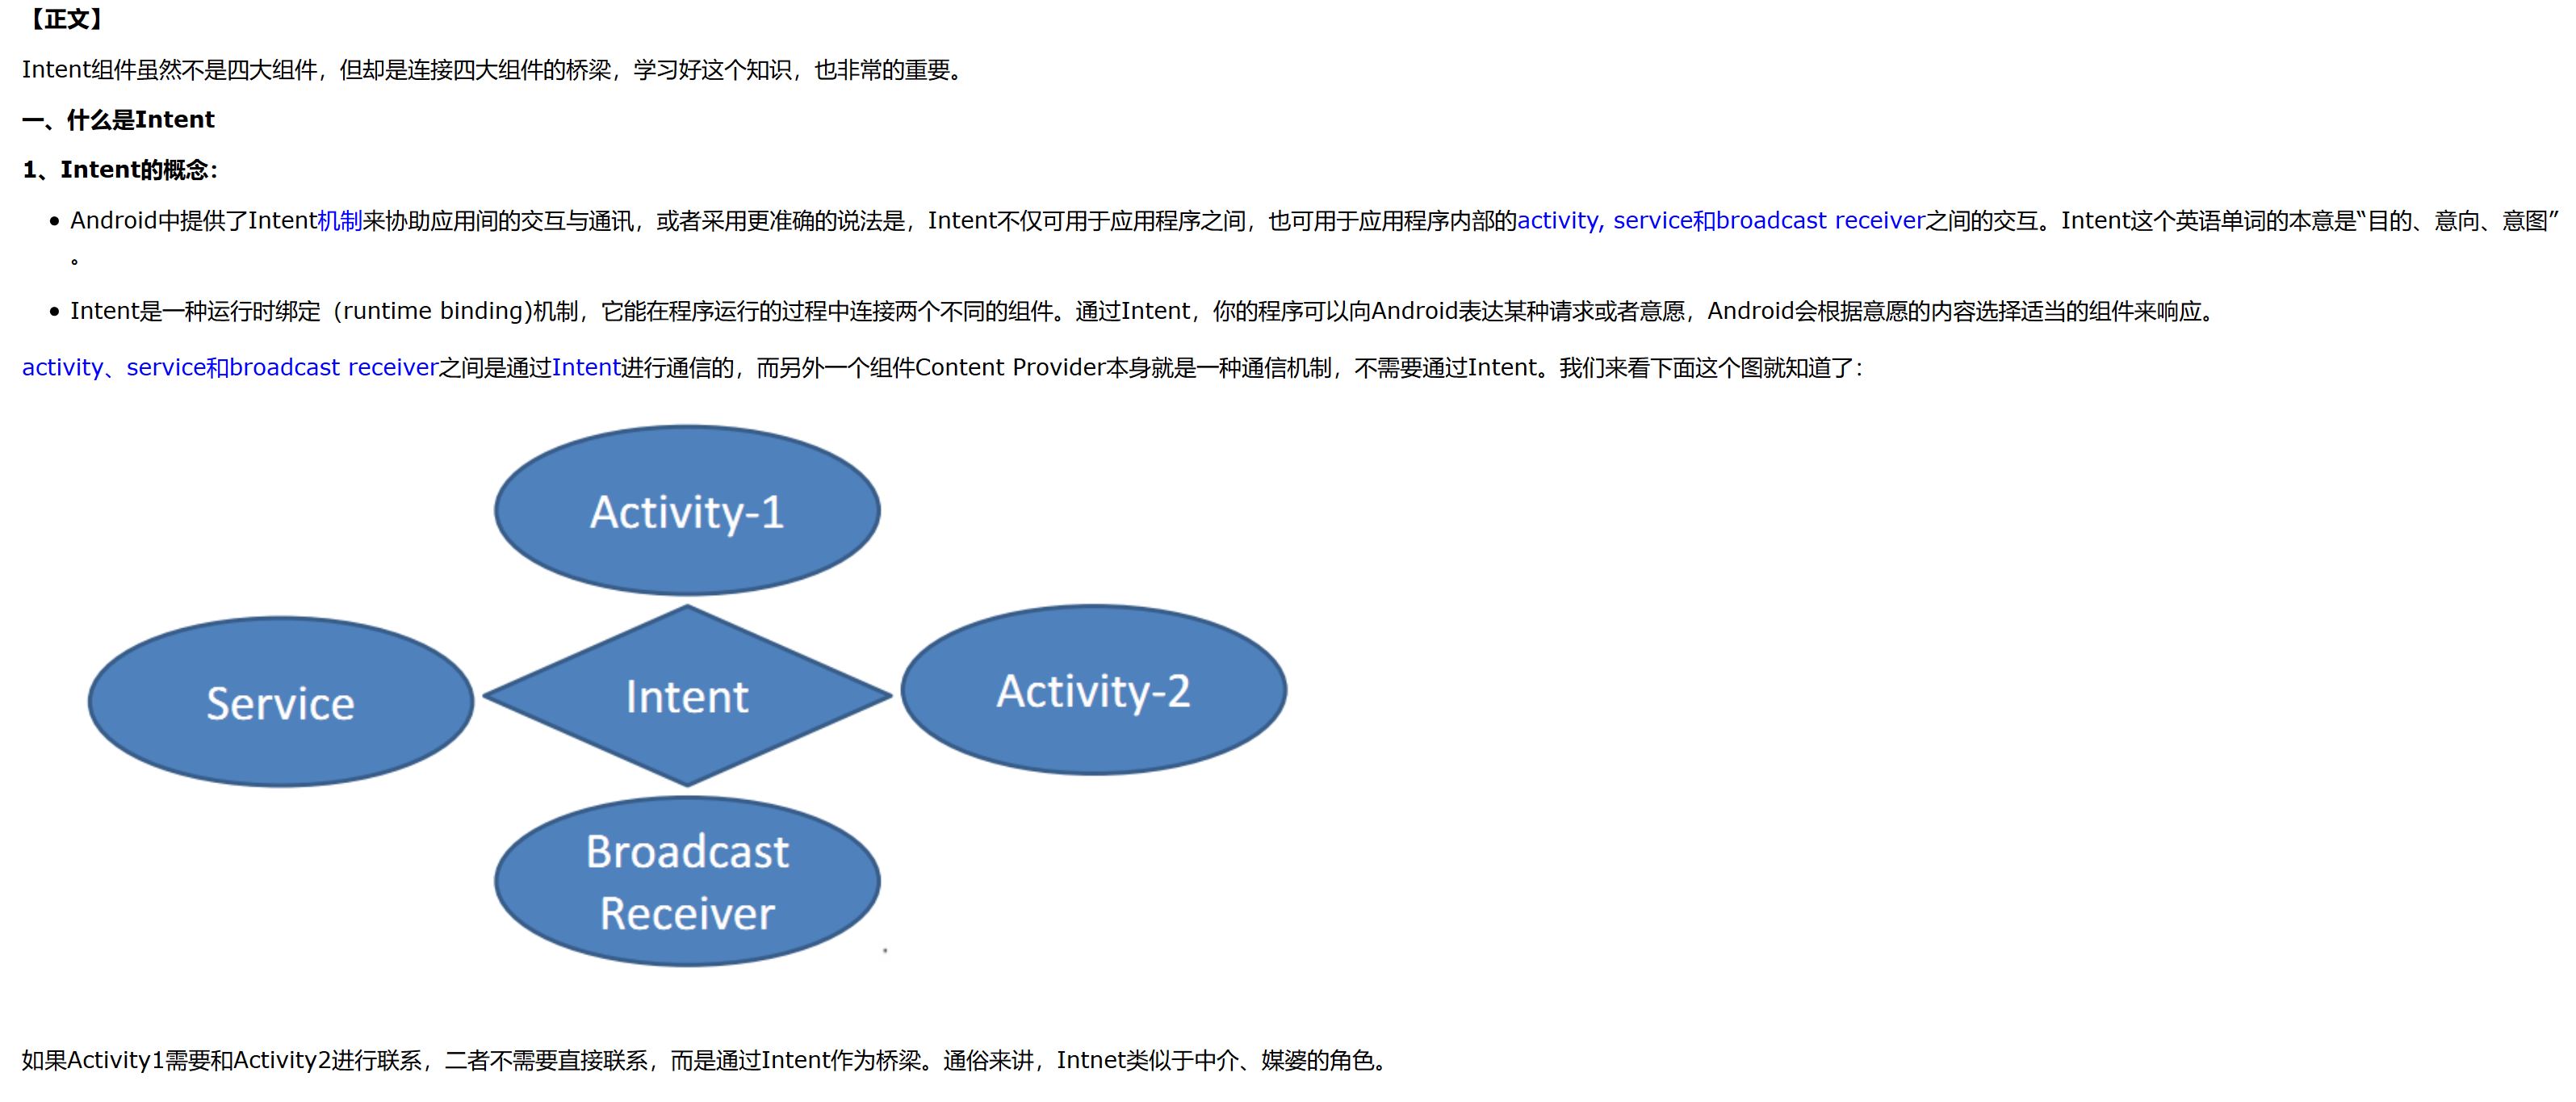 【正文】
Intent组件虽然不是四大组件，但却是连接四大组件的桥梁，学习好这个知识，也非常的重要。
一、什么是Intent
1、Intent的概念：
Android中提供了Intent机制来协助应用间的交互与通讯，或者采用更准确的说法是，Intent不仅可用于应用程序之间，也可用于应用程序内部的activity, service和broadcast receiver之间的交互。Intent这个英语单词的本意是“目的、意向、意图”
。
Intent是一种运行时绑定（runtime binding)机制，它能在程序运行的过程中连接两个不同的组件。通过Intent，你的程序可以向Android表达某种请求或者意愿，Android会根据意愿的内容选择适当的组件来响应。
activity、service和broadcast receiver之间是通过Intent进行通信的，而另外一个组件Content Provider本身就是一种通信机制，不需要通过Intent。我们来看下面这个图就知道了：
Activity-1
Service
Intent
Activity-2
Broadcast
Receiver
如果Activity1需要和Activity2进行联系，二者不需要直接联系，而是通过Intent作为桥梁。通俗来讲，Intnet类似于中介、媒婆的角色。